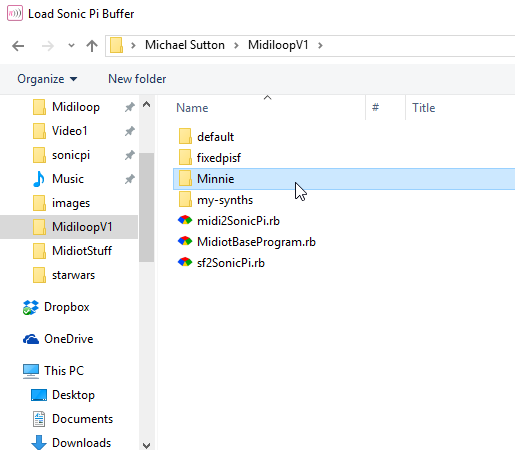 Load Sonic Pi Buffer
Michael Sutton > MidiloopV1 >
Organize
New folder
Midiloop
Video1
sonicpi
Music
images
MidiloopV1
MidiotStuff
starwars
Dropbox
OneDrive
This PC
Desktop
Documents
Downloads
Name
#
Title
default
fixedpisf
Minnie
my-synths
midi2SonicPi.rb
MidiotBaseProgram.rb
sf2SonicPi.rb